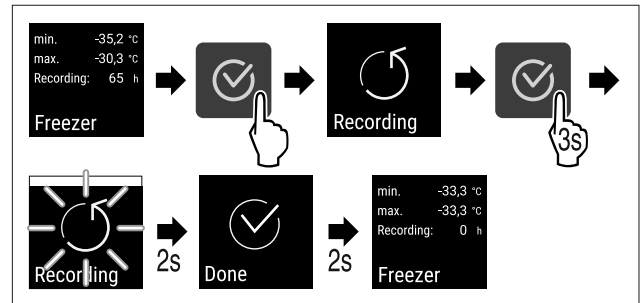 min. -35,2 °C
max. -30,3 °C
Recording: 65 h
Freezer
Recording
3s
Recording
2s
Done
2s
min. -33,3 °C
max. -33,3 °C
Recording: 0 h
Freezer